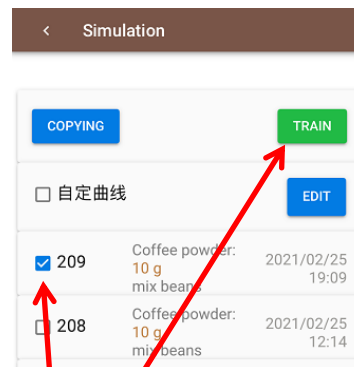 Simulation
COPYING
TRAIN
自定曲线
EDIT
209
Coffee powder:
10 g
mix beans
2021/02/25
19:09
208
Coffee powder:
10 g
mix beans
2021/02/25
12:14